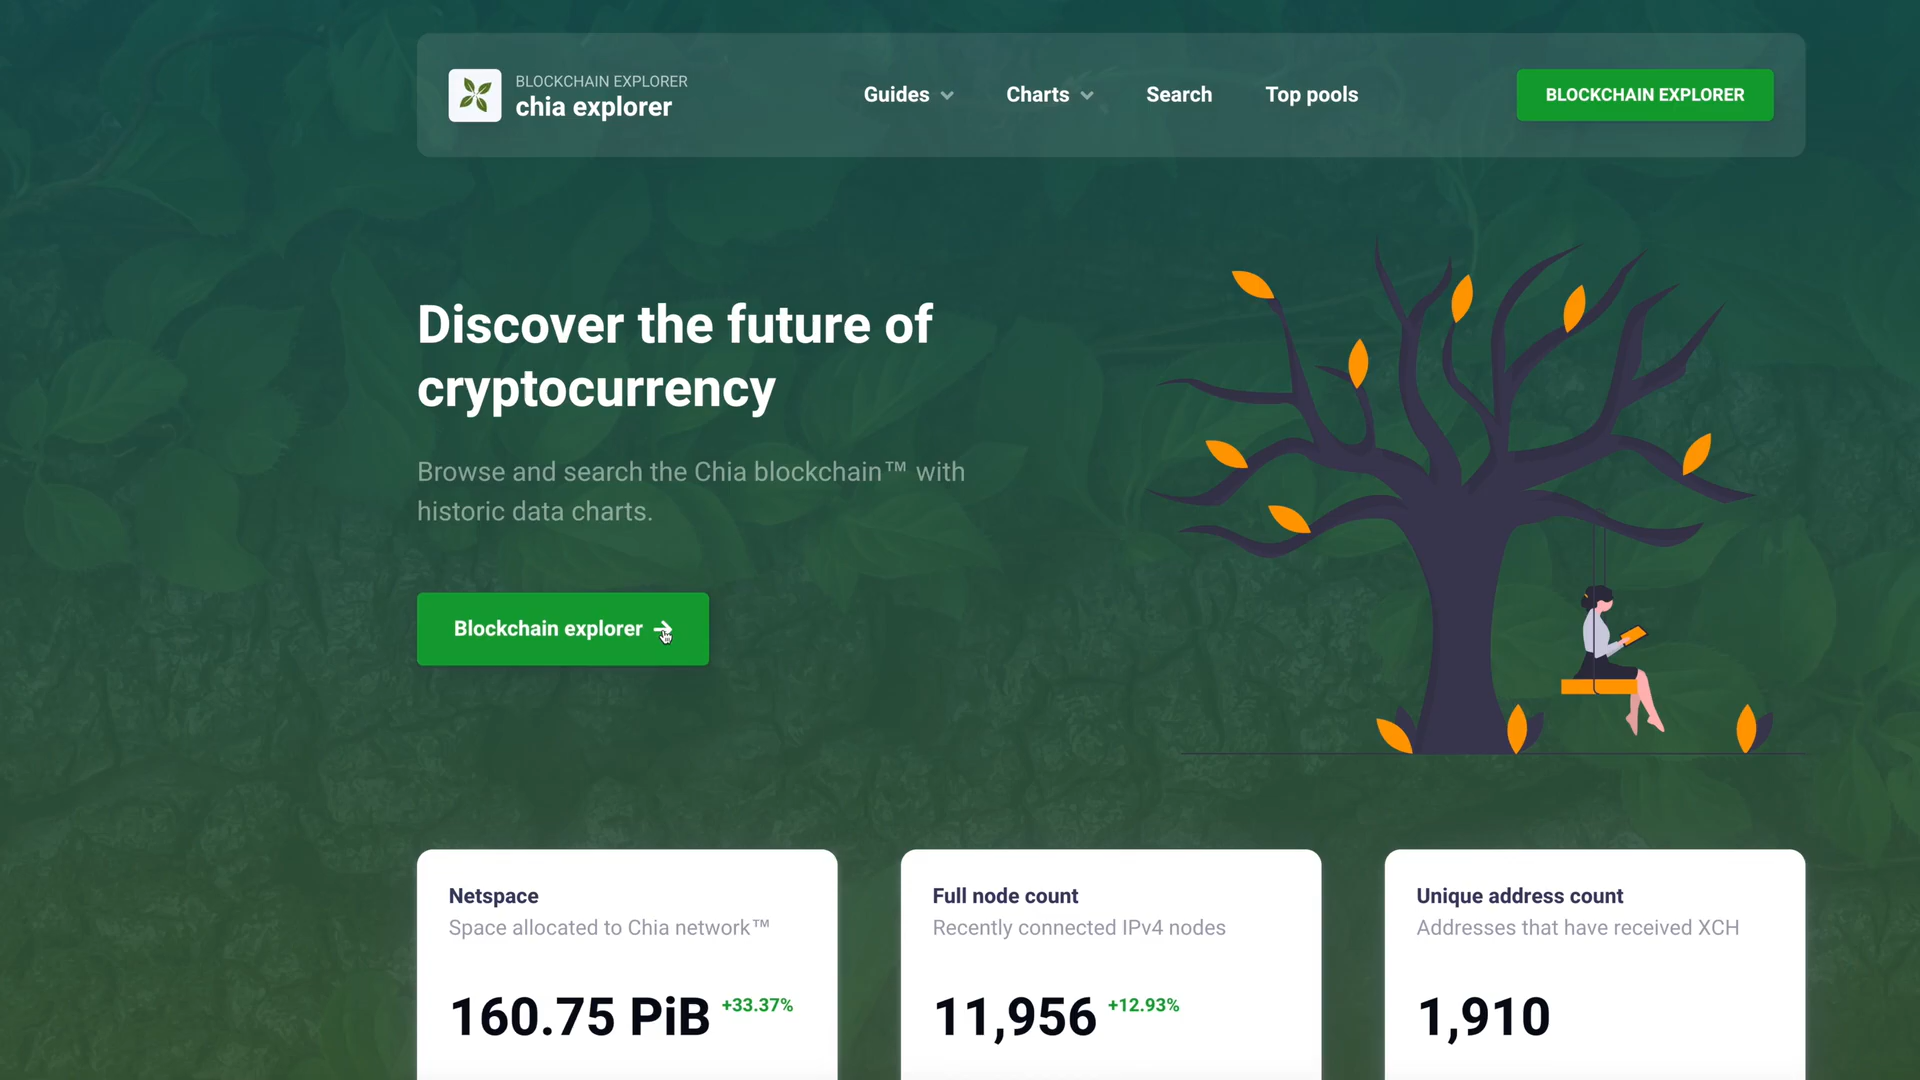 BLOCKCHAIN EXPLORER
chia explorer
Guides
Charts
Search
Top pools
BLOCKCHAIN EXPLORER
Discover the future of
cryptocurrency
Browse and search the Chia blockchain™ with
historic data charts.
Blockchain explorer
Netspace
Space allocated to Chia network™
160.75 PiB +33.37%
Full node count
Recently connected IPv4 nodes
11,956 +12.93%
Unique address count
Addresses that have received XCH
1,910